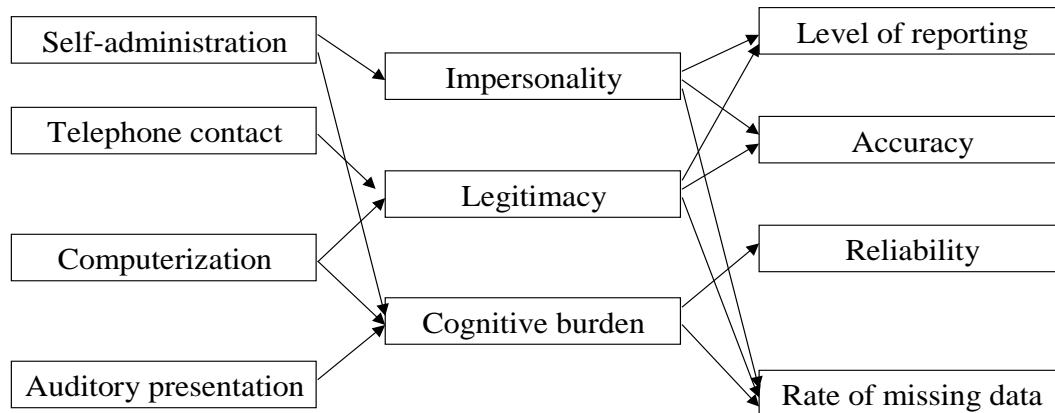 Self-administration
Telephone contact
Computerization
Auditory presentation
Impersonality
Legitimacy
Cognitive burden
Level of reporting
Accuracy
Reliability
Rate of missing data